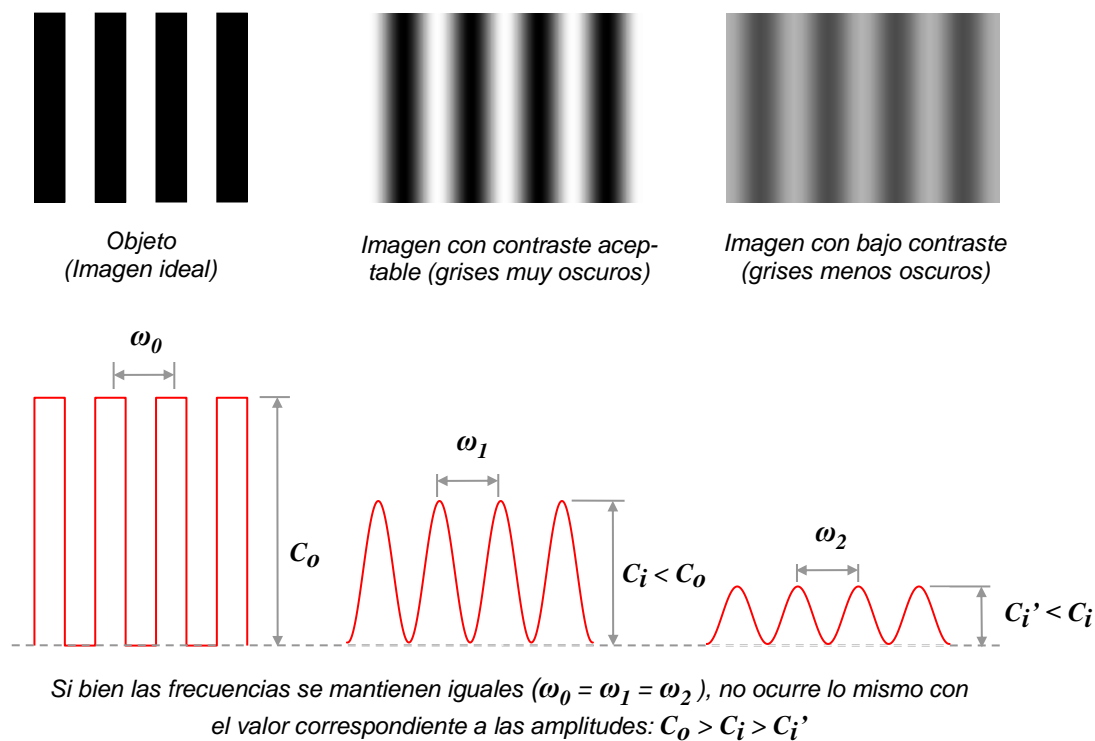 Objeto
(Imagen ideal)
Imagen con contraste acep-
table (grises muy oscuros)
Imagen con bajo contraste
(grises menos oscuros)
ω0
ω1
ω2
Co
Ci < Co
Ci’ < Ci
Si bien las frecuencias se mantienen iguales (ω0 = ω1 = ω2 ), no ocurre lo mismo con
el valor correspondiente a las amplitudes: Co > Ci > Ci’